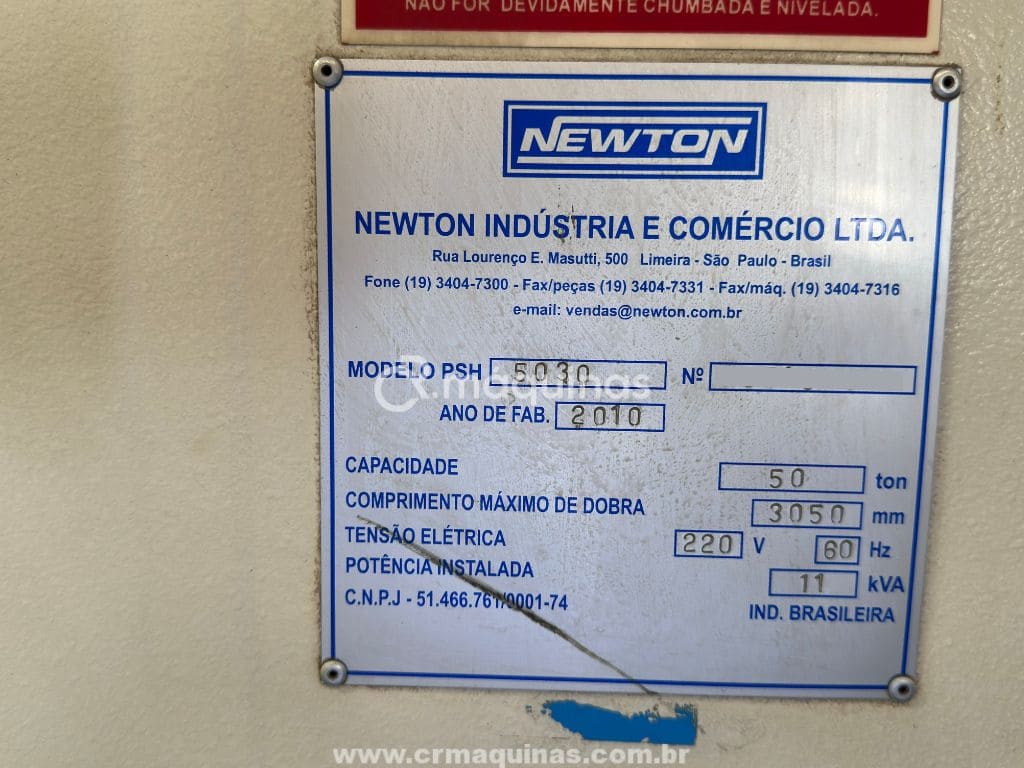 NÃO FOR DEVIDAMENTE CHUMBADA E NIVELADA.
NEWTON
NEWTON INDÚSTRIA E COMÉRCIO LTDA.
Rua Lourenço E. Masutti, 500 Limeira - São Paulo - Brasil
Fone (19) 3404-7300 - Fax/peças (19) 3404-7331 - Fax/máq. (19) 3404-7316
e-mail: vendas@newton.com.br
MODELO PSH 5030 Nº
CR máquinas
ANO DE FAB. 2010
CAPACIDADE 50 ton
COMPRIMENTO MÁXIMO DE DOBRA 3050 mm
TENSÃO ELÉTRICA 220 V 60 Hz
POTÊNCIA INSTALADA 11 kVA
C.N.P.J - 51.466.761/0001-74 IND. BRASILEIRA
www.crmaquinas.com.br